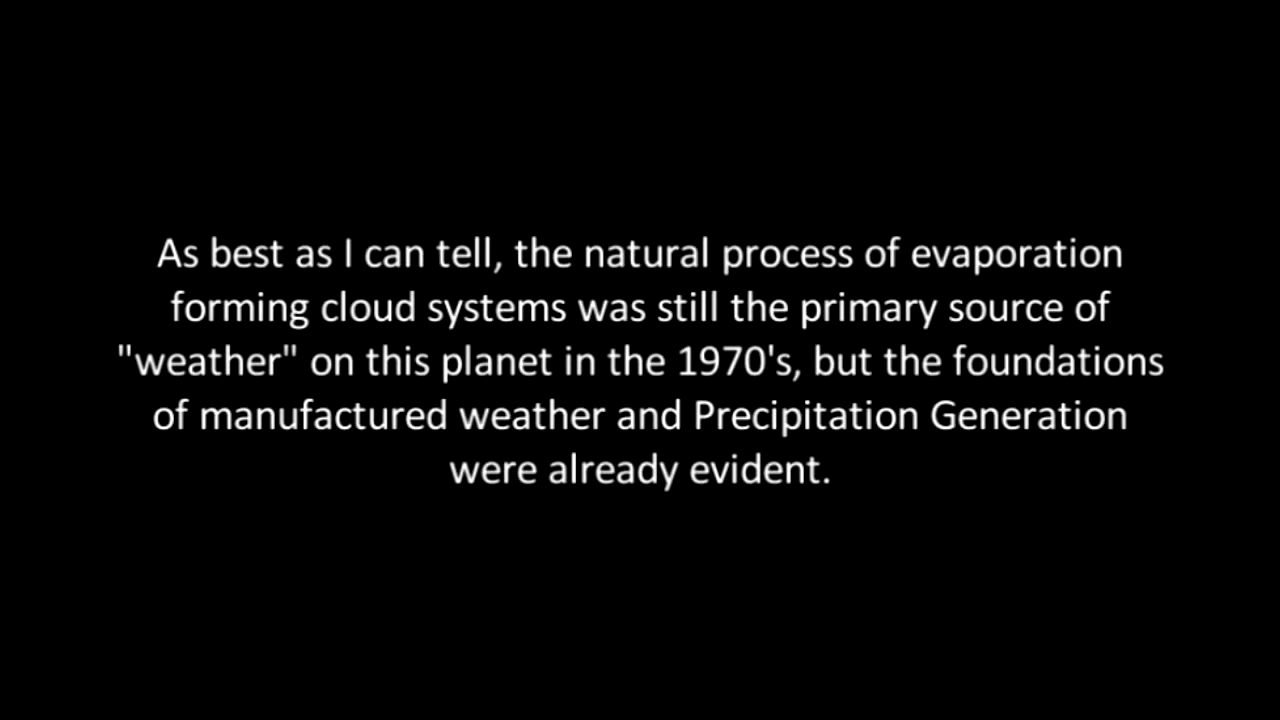 As best as I can tell, the natural process of evaporation
forming cloud systems was still the primary source of
"weather" on this planet in the 1970's, but the foundations
of manufactured weather and Precipitation Generation
were already evident.